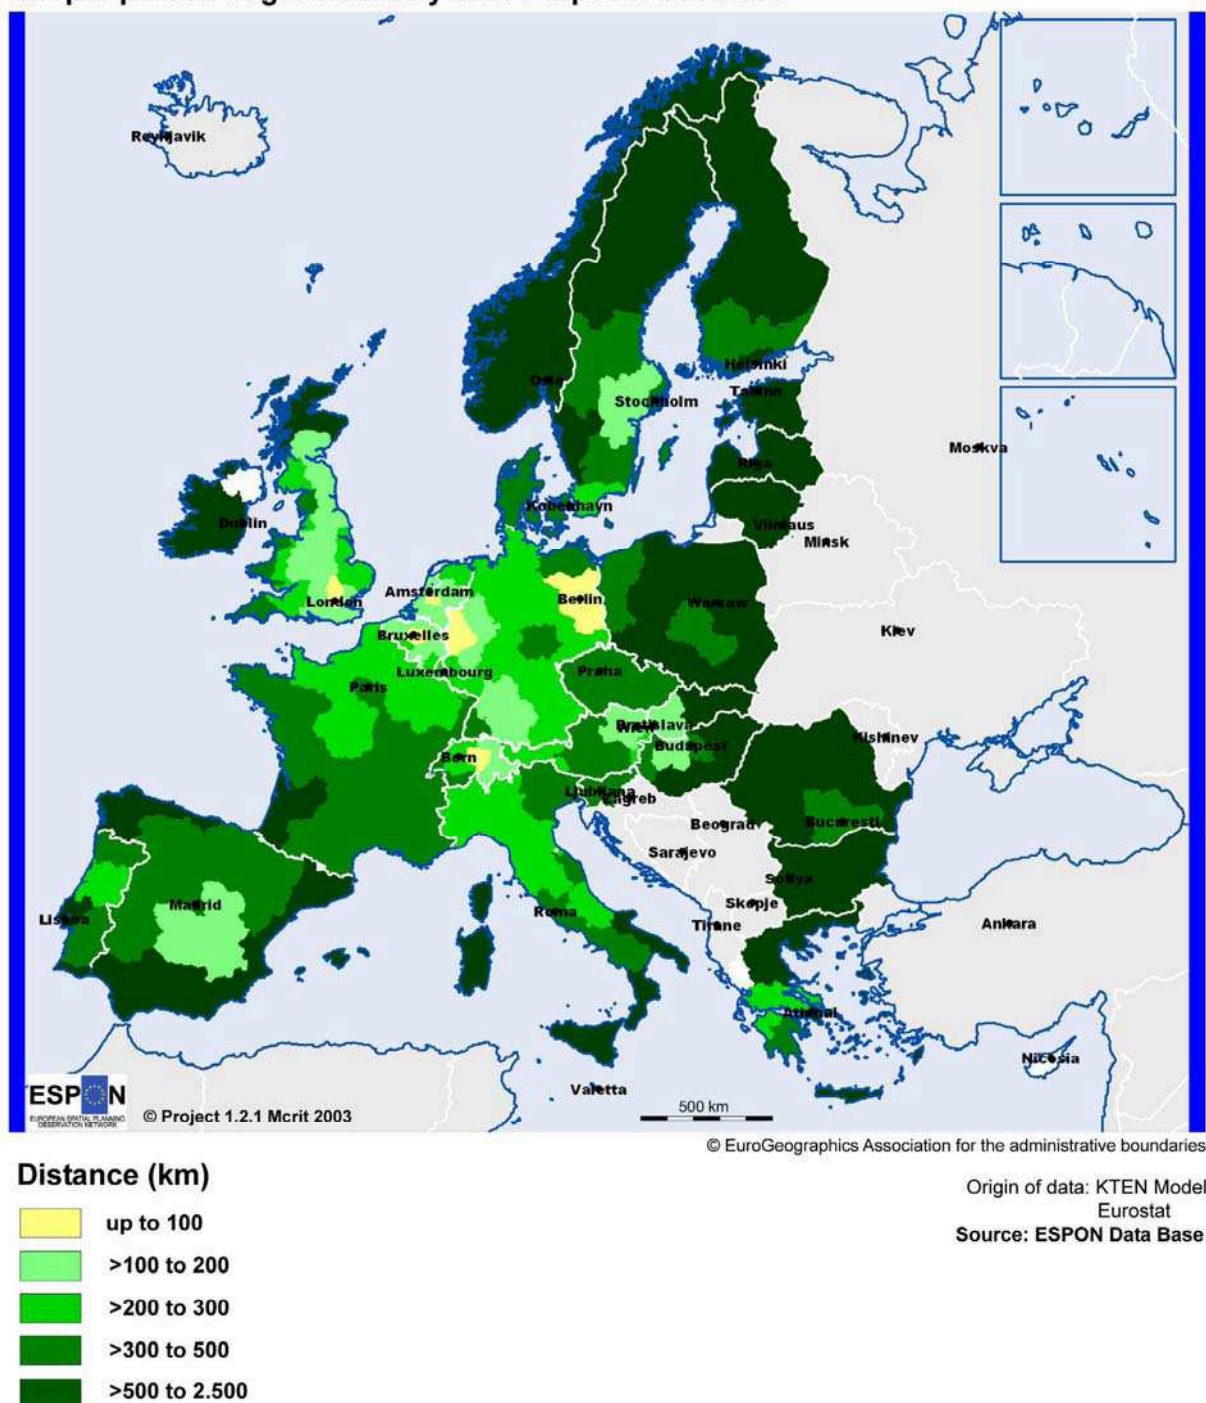 Reykjavik
Oslo
Helsinki
Tallinn
Stockholm
Moskva
Riga
Kobenhavn
Dublin
Vilniaus
Minsk
Amsterdam
London
Berlin
Warsaw
Kiev
Bruxelles
Luxembourg
Praha
Paris
Bratislava
Wien
Kishinev
Budapest
Bern
Ljubljana
Zagreb
Beograd
Bucuresti
Sarajevo
Sofiya
Madrid
Skopje
Lisboa
Roma
Tirane
Ankara
Nicosia
Valetta
ESPON
EUROPEAN SPATIAL PLANNING
OBSERVATION NETWORK
© Project 1.2.1 Mcrit 2003
500 km
© EuroGeographics Association for the administrative boundaries
Distance (km)
Origin of data: KTEN Model
Eurostat
Source: ESPON Data Base
up to 100
>100 to 200
>200 to 300
>300 to 500
>500 to 2.500